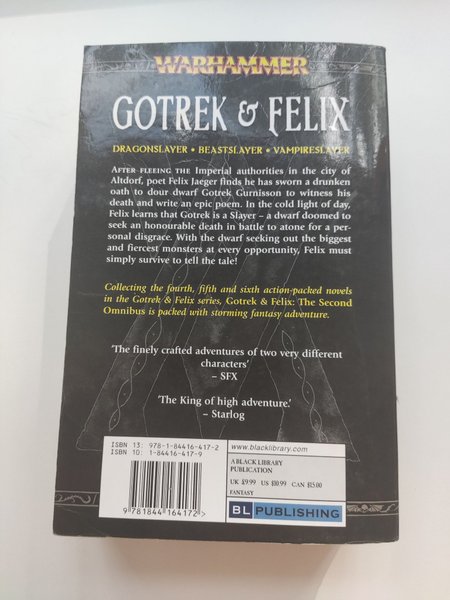 WARHAMMER
GOTREK & FELIX
DRAGONSLAYER • BEASTSLAYER • VAMPIRESLAYER
AFTER FLEEING THE Imperial authorities in the city of
Altdorf, poet Felix Jaeger finds he has sworn a drunken
oath to dour dwarf Gotrek Gurnisson to witness his
death and write an epic poem. In the cold light of day,
Felix learns that Gotrek is a Slayer – a dwarf doomed to
seek an honourable death in battle to atone for a per-
sonal disgrace. With the dwarf seeking out the biggest
and fiercest monsters at every opportunity, Felix must
simply survive to tell the tale!
Collecting the fourth, fifth and sixth action-packed novels
in the Gotrek & Felix series, Gotrek & Felix: The Second
Omnibus is packed with storming fantasy adventure.
'The finely crafted adventures of two very different
characters'
– SFX
'The King of high adventure.'
– Starlog
ISBN 13: 978-1-84416-417-2
ISBN 10: 1-84416-417-9
9 781844 164172 >
www.blacklibrary.com
A BLACK LIBRARY
PUBLICATION
UK £9.99 US $10.99 CAN $15.00
FANTASY
BL PUBLISHING